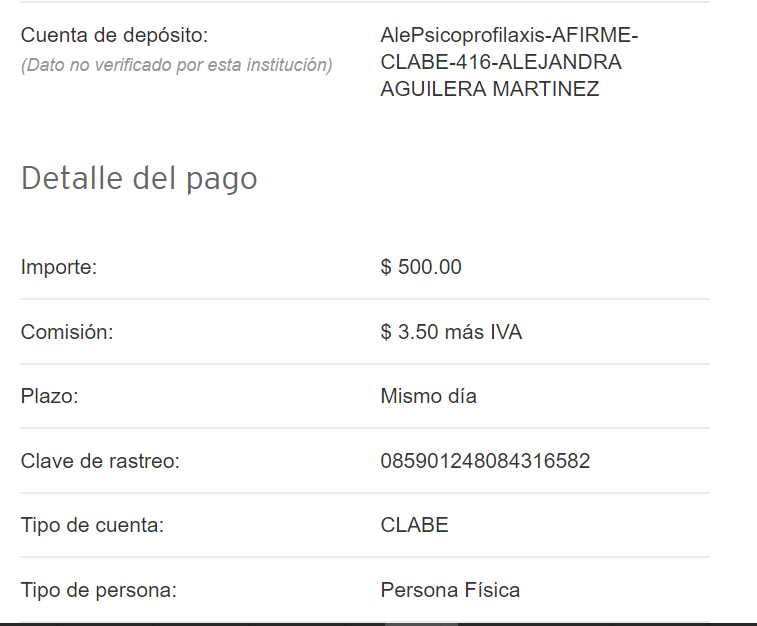 Cuenta de depósito:
(Dato no verificado por esta institución)
AlePsicoprofilaxis-AFIRME-
CLABE-416-ALEJANDRA
AGUILERA MARTINEZ
Detalle del pago
Importe: $ 500.00
Comisión: $ 3.50 más IVA
Plazo: Mismo día
Clave de rastreo: 085901248084316582
Tipo de cuenta: CLABE
Tipo de persona: Persona Física